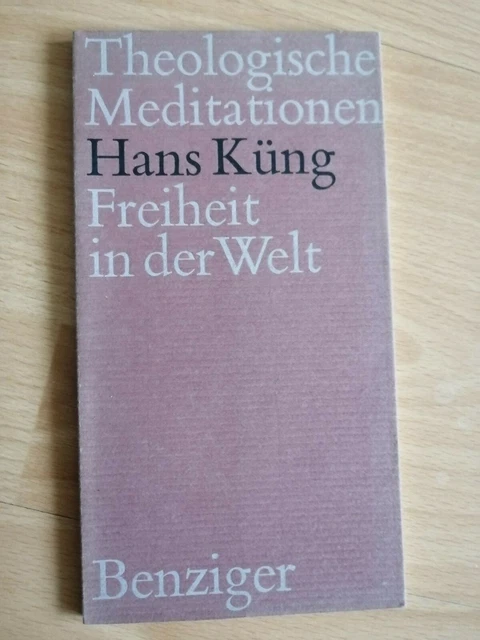 Theologische
Meditationen
Hans Küng
Freiheit
in der Welt
Benziger